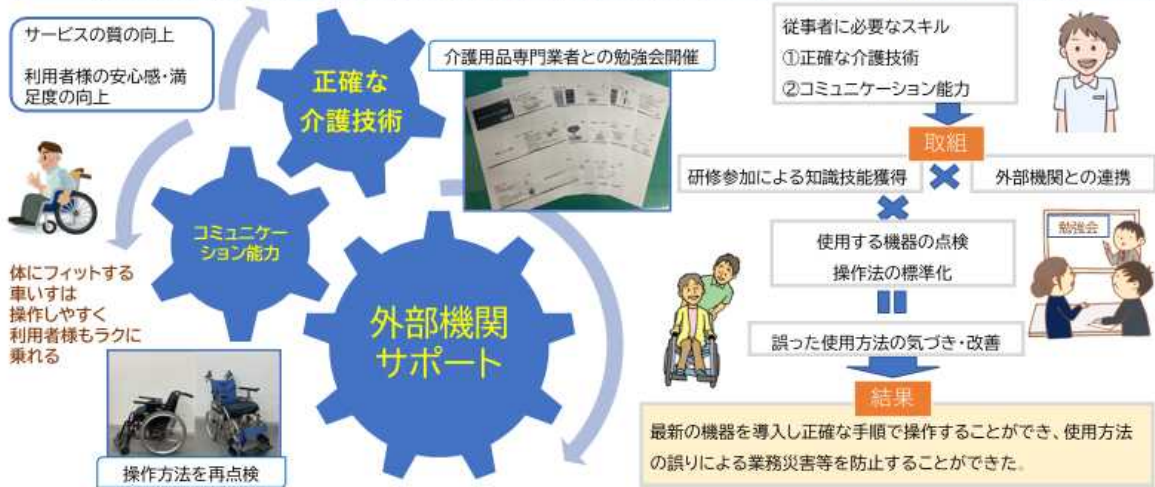 サービスの質の向上
利用者様の安心感・満
足度の向上
正確な
介護技術
コミュニケー
ション能力
外部機関
サポート
介護用品専門業者との勉強会開催
体にフィットする
車いすは
操作しやすく
利用者様もラクに
乗れる
操作方法を再点検
従事者に必要なスキル
①正確な介護技術
②コミュニケーション能力
取組
研修参加による知識技能獲得
外部機関との連携
使用する機器の点検
操作法の標準化
勉強会
誤った使用方法の気づき・改善
結果
最新の機器を導入し正確な手順で操作することができ、使用方法
の誤りによる業務災害等を防止することができた。